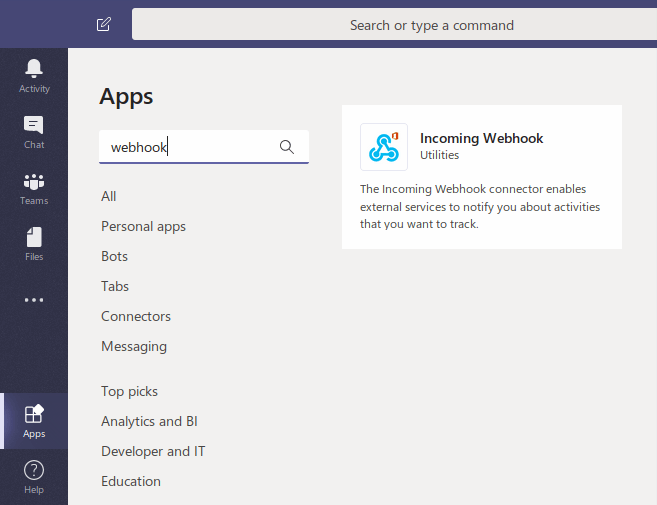 Search or type a command
Activity
Chat
Teams
Files
Apps
Help
Apps
webhook
All
Personal apps
Bots
Tabs
Connectors
Messaging
Top picks
Analytics and BI
Developer and IT
Education
Incoming Webhook
Utilities
The Incoming Webhook connector enables
external services to notify you about activities
that you want to track.